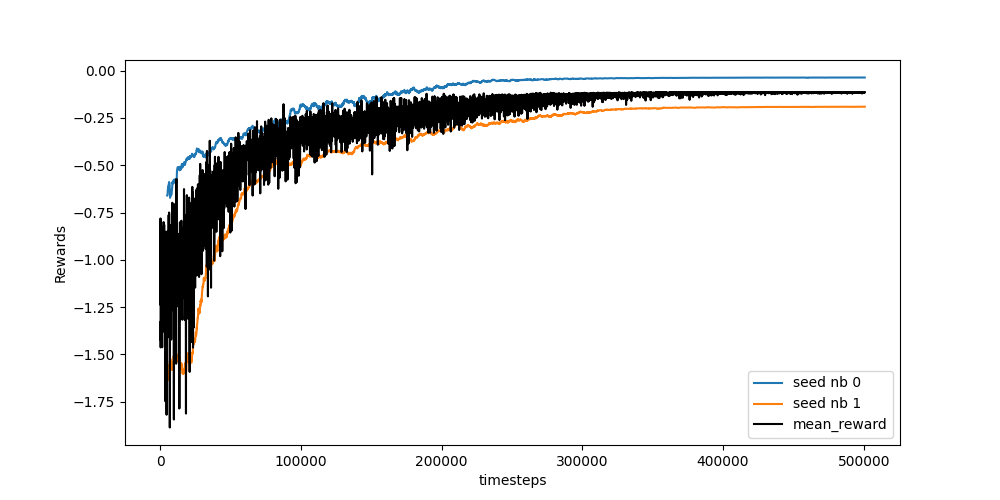 0.00
−0.25
−0.50
−0.75
−1.00
−1.25
−1.50
−1.75
Rewards
0
100000
200000
300000
400000
500000
timesteps
seed nb 0
seed nb 1
mean_reward